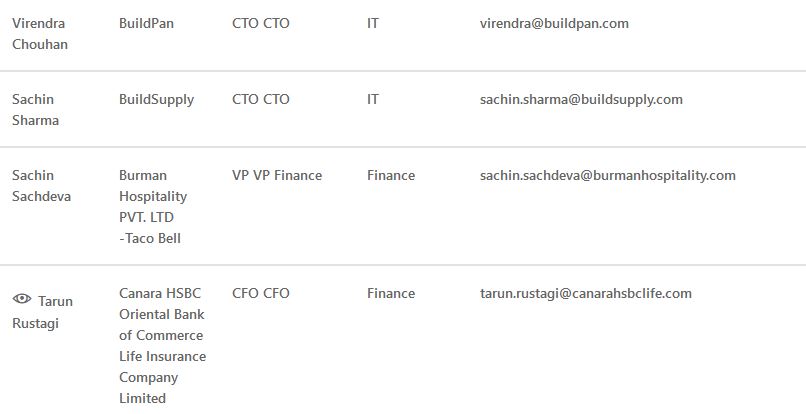 Virendra Chouhan BuildPan CTO CTO IT virendra@buildpan.com
Sachin Sharma BuildSupply CTO CTO IT sachin.sharma@buildsupply.com
Sachin Sachdeva Burman Hospitality PVT. LTD -Taco Bell VP VP Finance Finance sachin.sachdeva@burmanhospitality.com
Tarun Rustagi Canara HSBC Oriental Bank of Commerce Life Insurance Company Limited CFO CFO Finance tarun.rustagi@canarahsbclife.com